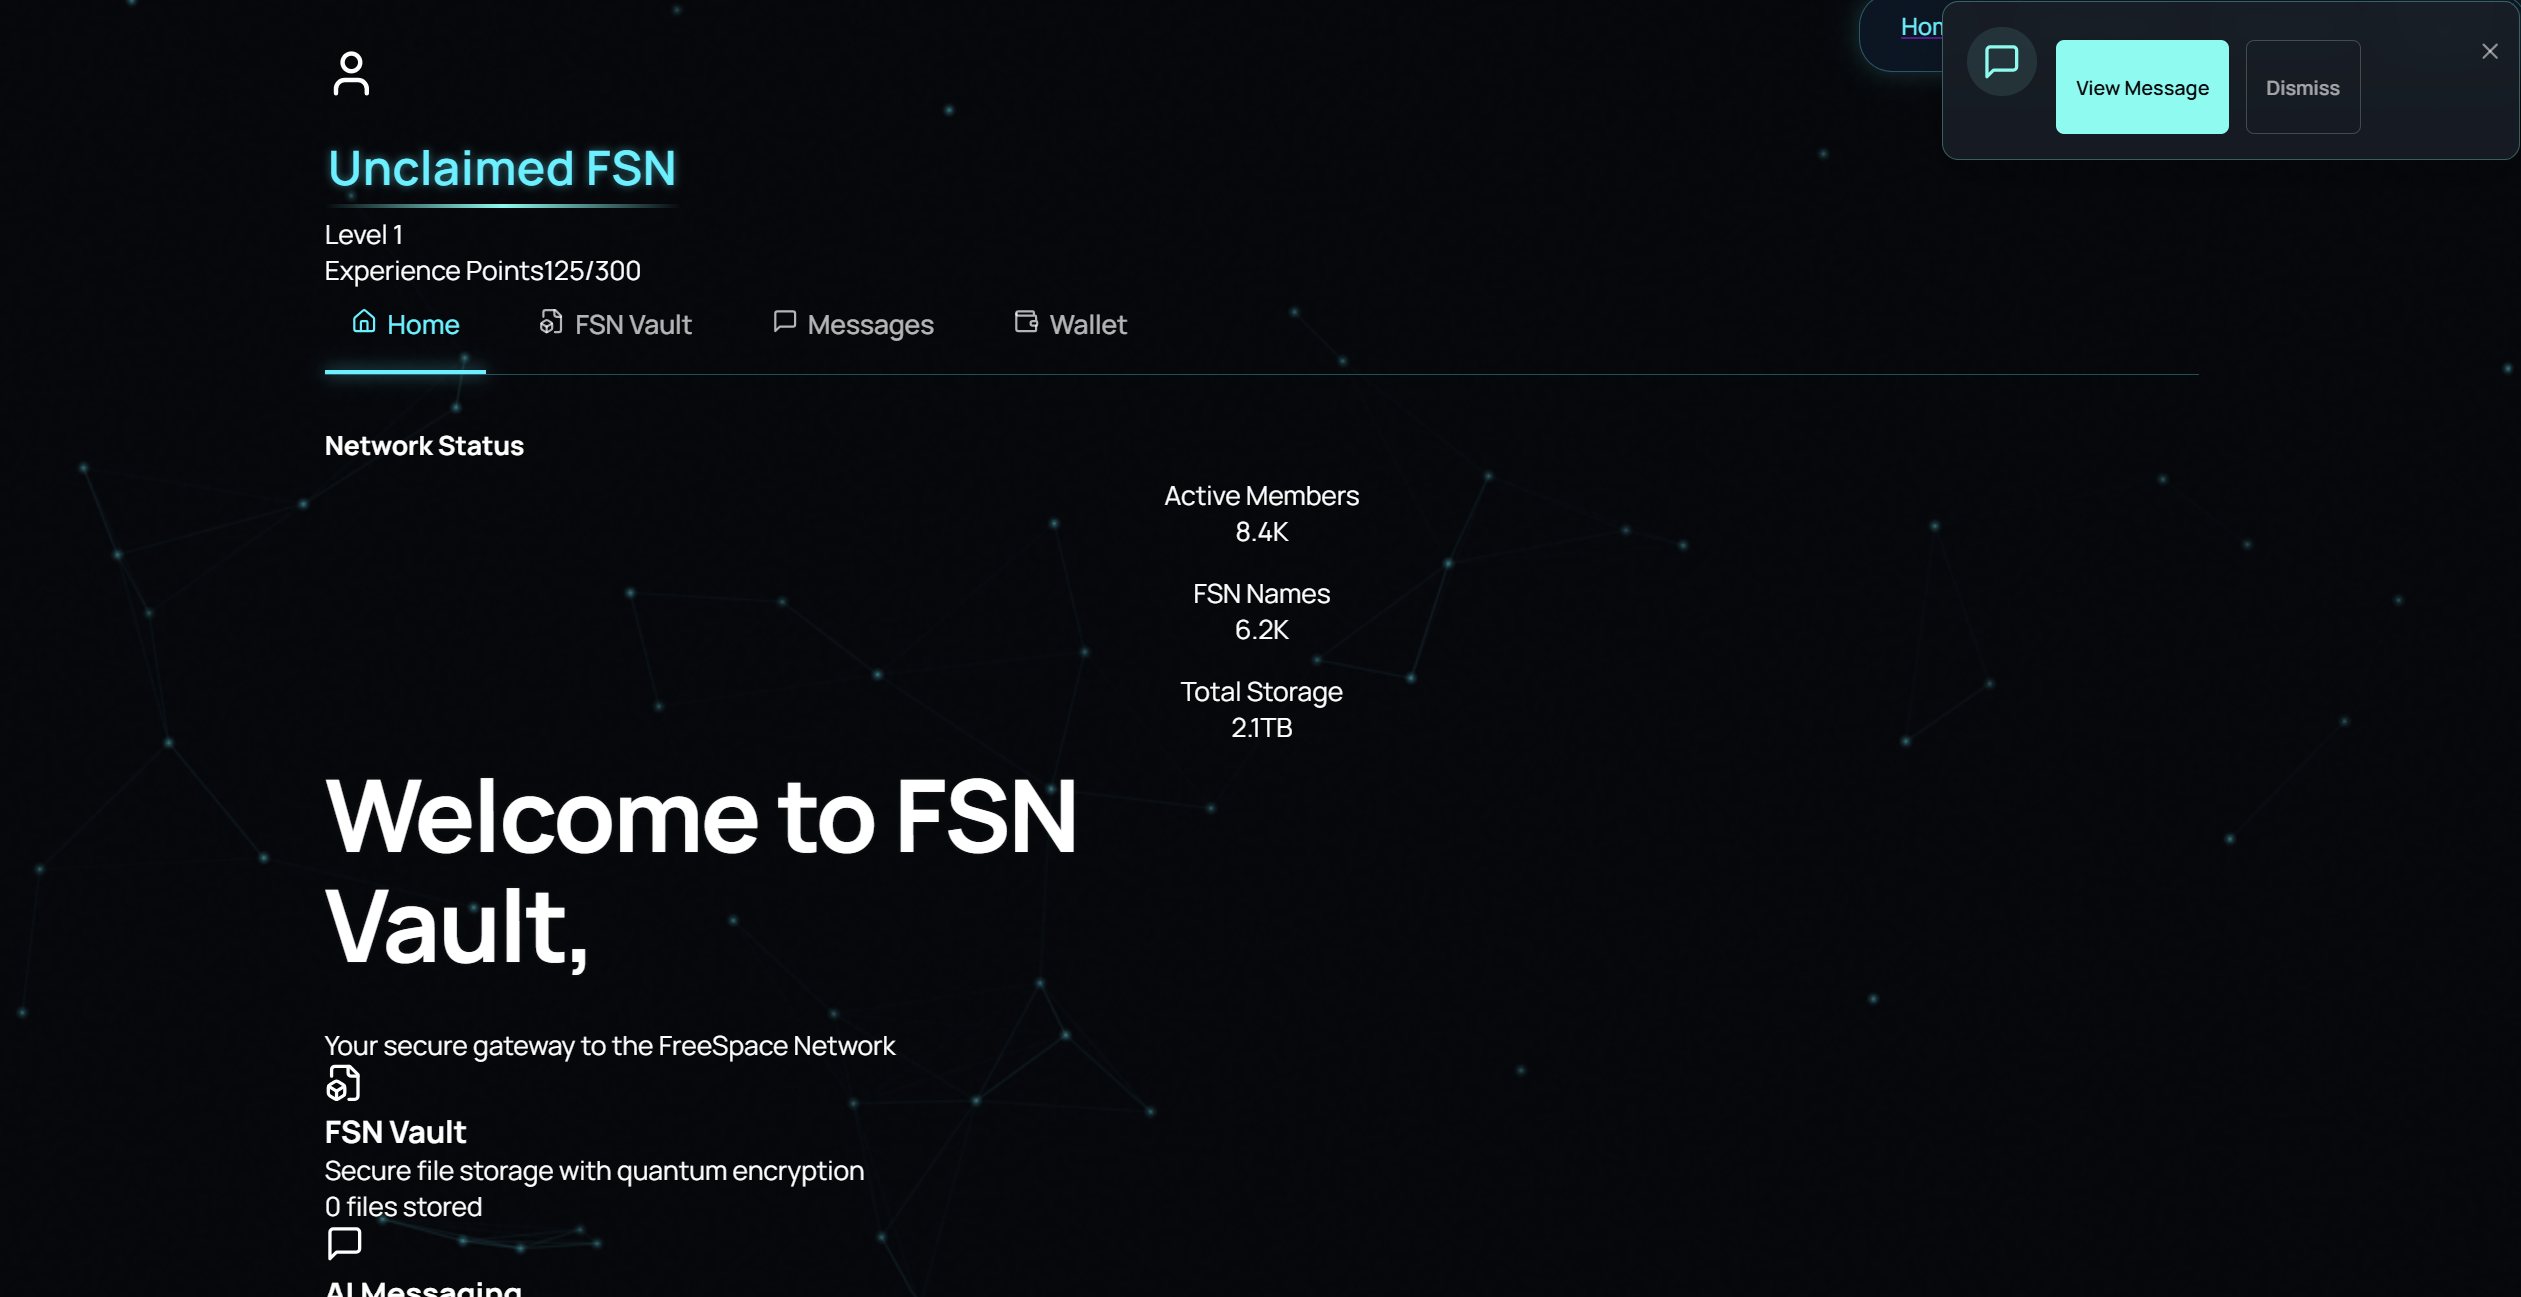 Hom
View Message
Dismiss
Unclaimed FSN
Level 1
Experience Points125/300
Home
FSN Vault
Messages
Wallet
Network Status
Active Members
8.4K
FSN Names
6.2K
Total Storage
2.1TB
Welcome to FSN
Vault,
Your secure gateway to the FreeSpace Network
FSN Vault
Secure file storage with quantum encryption
0 files stored
AI Messaging